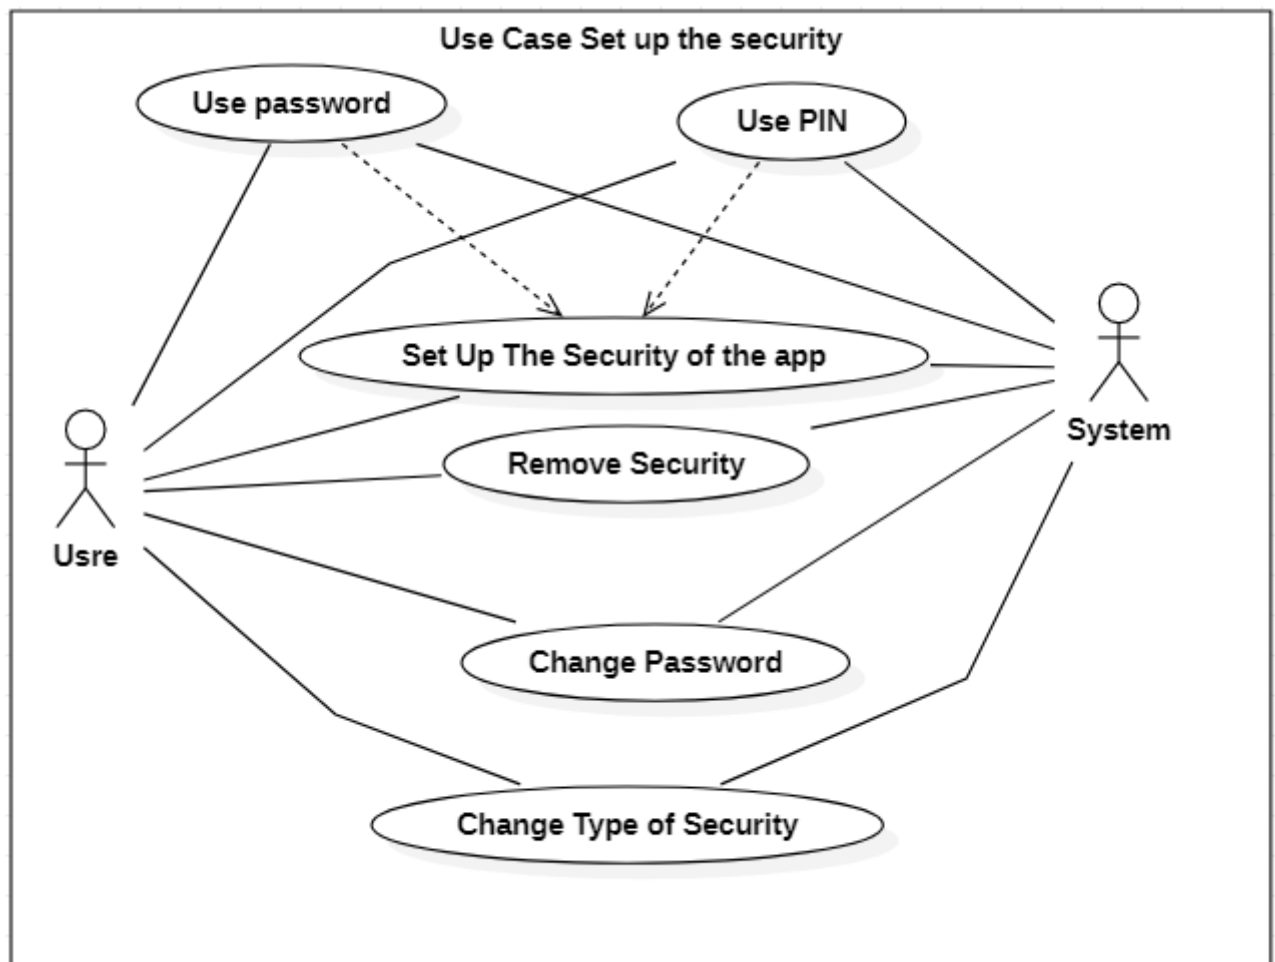 Use Case Set up the security
Use password
Use PIN
Set Up The Security of the app
System
Remove Security
Usre
Change Password
Change Type of Security